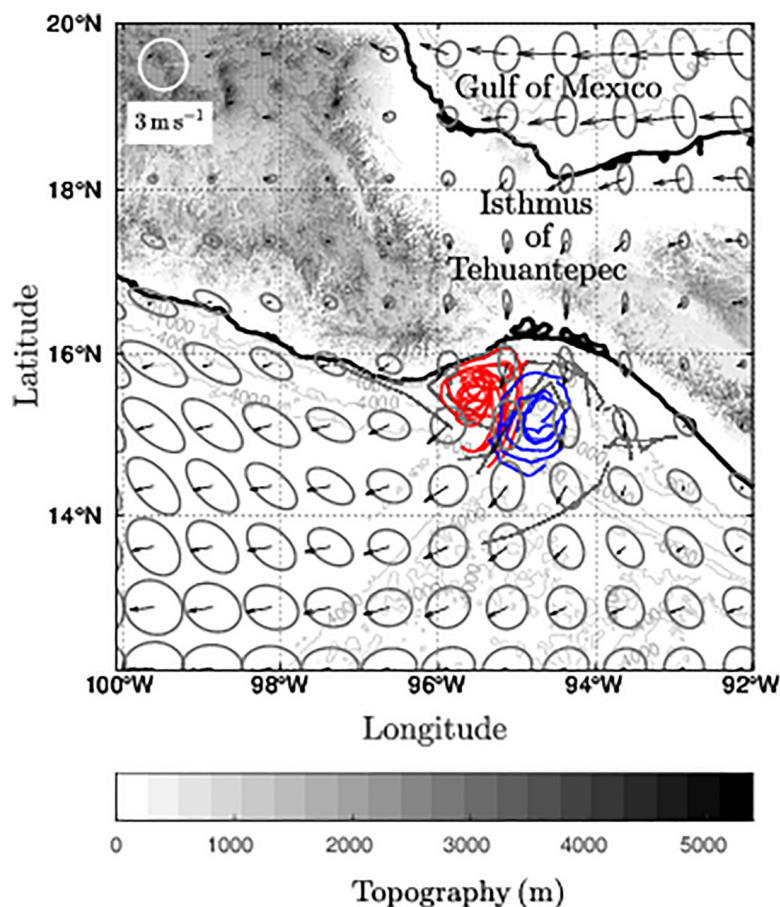 20°N
Gulf of Mexico
3 m s⁻¹
18°N
Isthmus
of
Tehuantepec
16°N
Latitude
14°N
100°W 98°W 96°W 94°W 92°W
Longitude
0 1000 2000 3000 4000 5000
Topography (m)